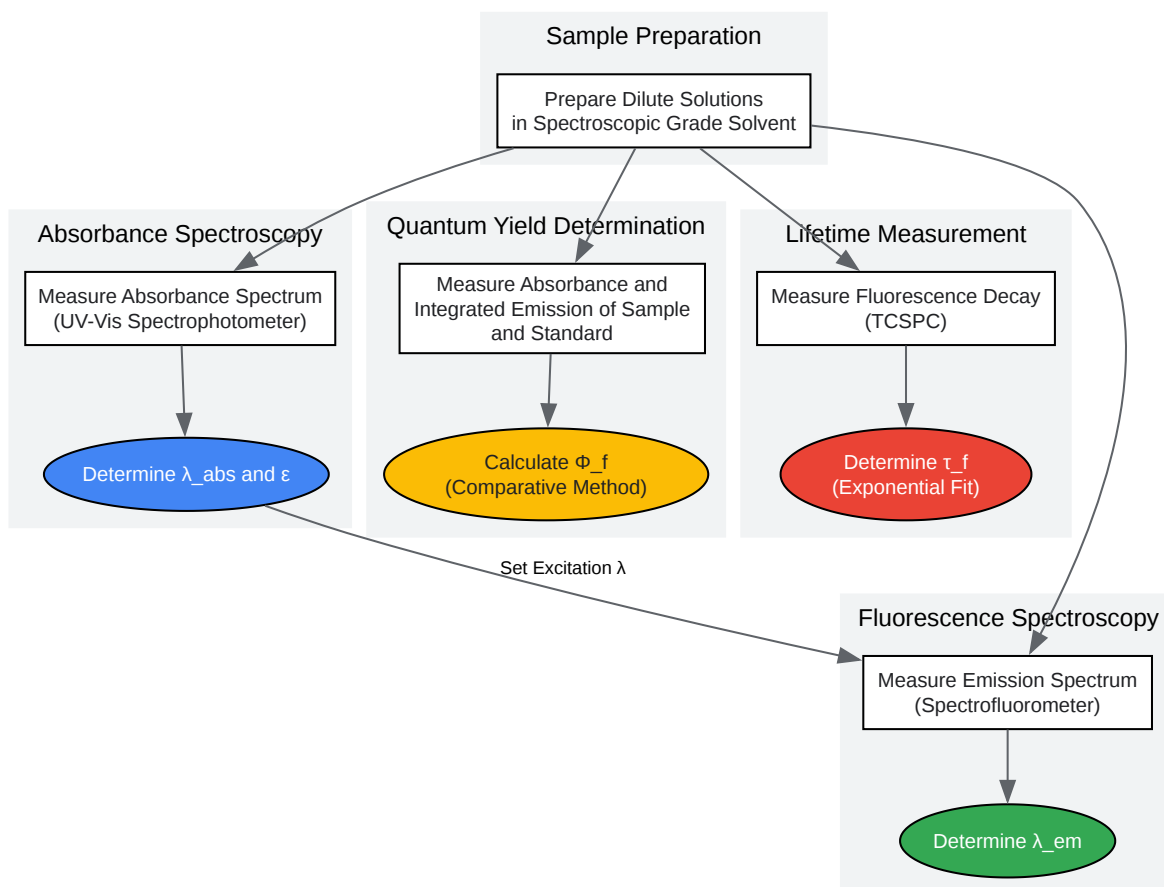 Sample Preparation
Prepare Dilute Solutions
in Spectroscopic Grade Solvent
Absorbance Spectroscopy
Measure Absorbance Spectrum
(UV-Vis Spectrophotometer)
Determine λ_abs and ε
Quantum Yield Determination
Measure Absorbance and
Integrated Emission of Sample
and Standard
Calculate Φ_f
(Comparative Method)
Lifetime Measurement
Measure Fluorescence Decay
(TCSPC)
Determine τ_f
(Exponential Fit)
Set Excitation λ
Fluorescence Spectroscopy
Measure Emission Spectrum
(Spectrofluorometer)
Determine λ_em